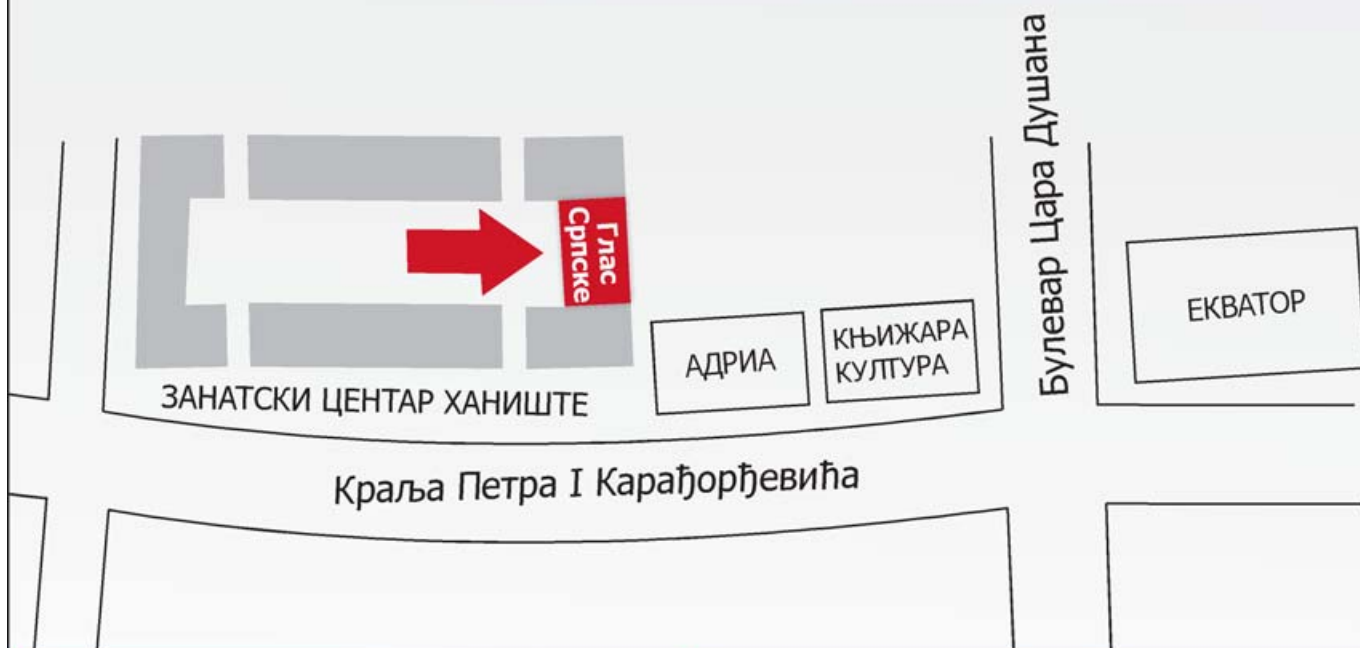 Булевар Цара Душана
Глас
Српске
ЕКВАТОР
КЊИЖАРА
КУЛТУРА
АДРИА
ЗАНАТСКИ ЦЕНТАР ХАНИШТЕ
Краља Петра I Карађорђевића